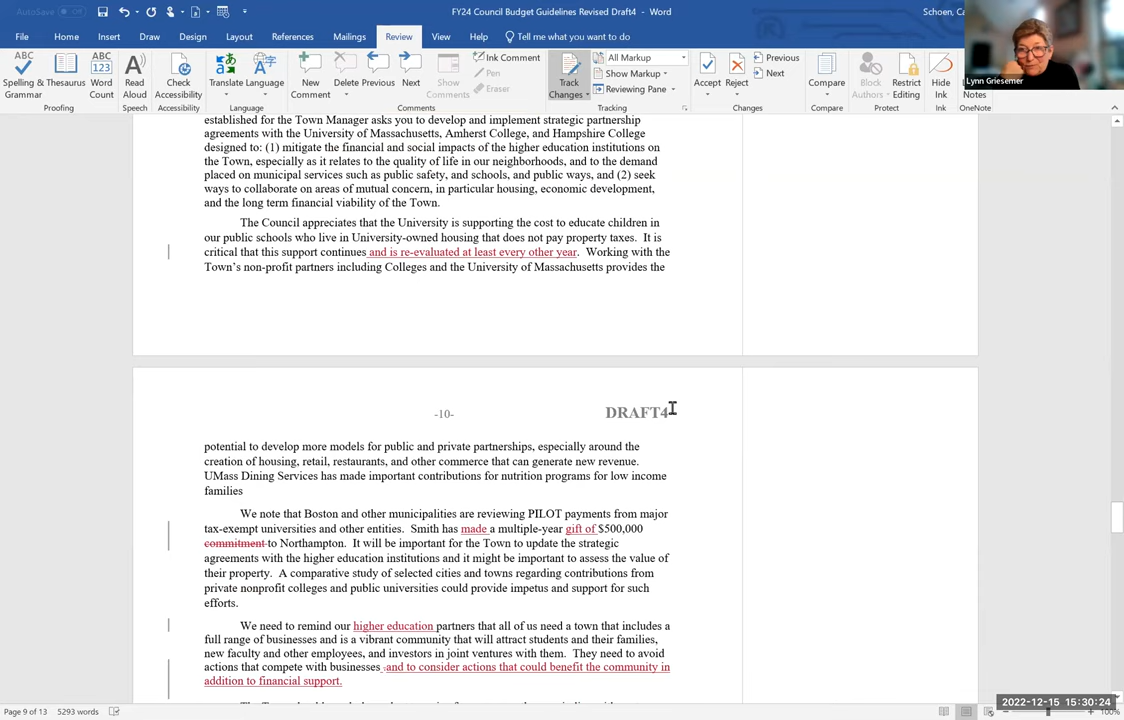 AutoSave Off
FY24 Council Budget Guidelines Revised Draft4 - Word
Schoen, Ca
File Home Insert Draw Design Layout References Mailings Review View Help Tell me what you want to do
Spelling & Grammar
Thesaurus
Word Count
Proofing
Read Aloud
Speech
Check Accessibility
Accessibility
Translate
Language
Language
New Comment
Delete
Previous
Next
Show Comments
Ink Comment
Pen
Eraser
Comments
Track Changes
All Markup
Show Markup
Reviewing Pane
Tracking
Accept
Reject
Previous
Next
Changes
Compare
Compare
Block Authors
Restrict Editing
Protect
Hide Ink
Ink
Notes
OneNote
Lynn Griesemer
established for the Town Manager asks you to develop and implement strategic partnership
agreements with the University of Massachusetts, Amherst College, and Hampshire College
designed to: (1) mitigate the financial and social impacts of the higher education institutions on
the Town, especially as it relates to the quality of life in our neighborhoods, and to the demand
placed on municipal services such as public safety, and schools, and public ways, and (2) seek
ways to collaborate on areas of mutual concern, in particular housing, economic development,
and the long term financial viability of the Town.
The Council appreciates that the University is supporting the cost to educate children in
our public schools who live in University-owned housing that does not pay property taxes. It is
critical that this support continues and is re-evaluated at least every other year. Working with the
Town's non-profit partners including Colleges and the University of Massachusetts provides the
-10-
DRAFT4
potential to develop more models for public and private partnerships, especially around the
creation of housing, retail, restaurants, and other commerce that can generate new revenue.
UMass Dining Services has made important contributions for nutrition programs for low income
families
We note that Boston and other municipalities are reviewing PILOT payments from major
tax-exempt universities and other entities. Smith has made a multiple-year gift of $500,000
commitment to Northampton. It will be important for the Town to update the strategic
agreements with the higher education institutions and it might be important to assess the value of
their property. A comparative study of selected cities and towns regarding contributions from
private nonprofit colleges and public universities could provide impetus and support for such
efforts.
We need to remind our higher education partners that all of us need a town that includes a
full range of businesses and is a vibrant community that will attract students and their families,
new faculty and other employees, and investors in joint ventures with them. They need to avoid
actions that compete with businesses and to consider actions that could benefit the community in
addition to financial support.
Page 9 of 13 5293 words
2022-12-15 15:30:24
100%